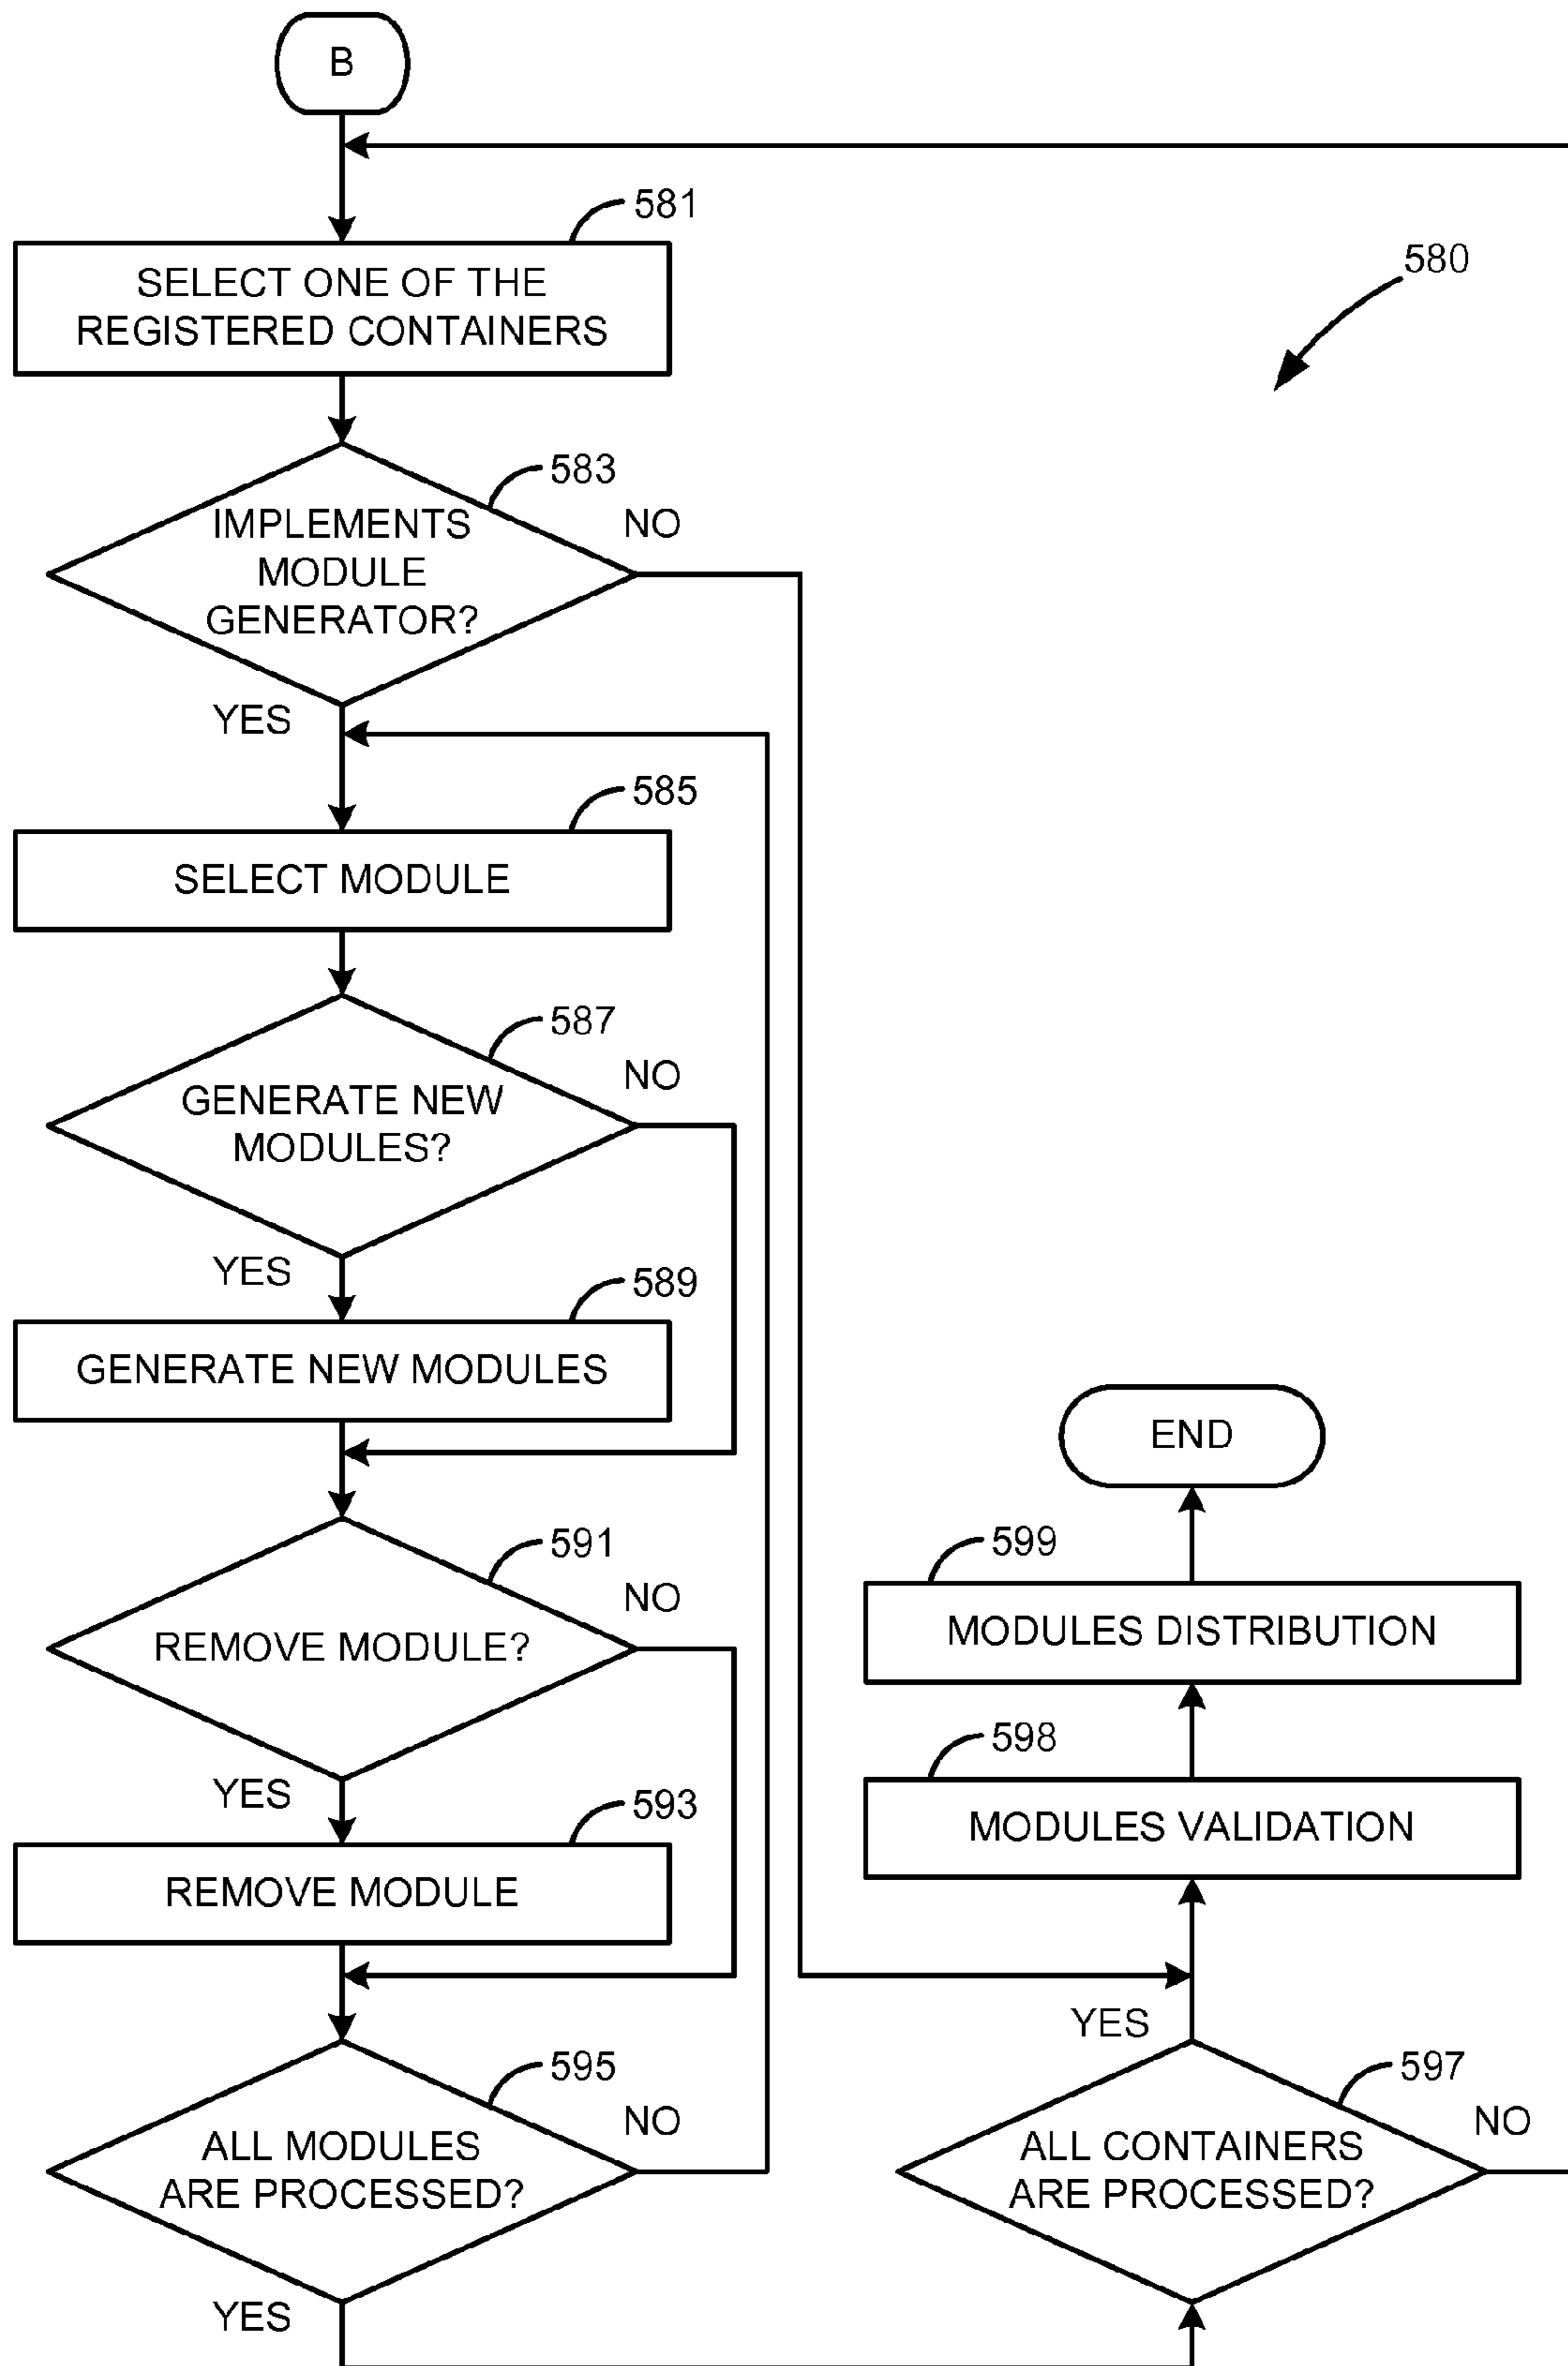 B
581
SELECT ONE OF THE
REGISTERED CONTAINERS
580
583
IMPLEMENTS
MODULE
GENERATOR?
NO
YES
585
SELECT MODULE
587
GENERATE NEW
MODULES?
NO
YES
589
GENERATE NEW MODULES
591
REMOVE MODULE?
NO
YES
593
REMOVE MODULE
595
ALL MODULES
ARE PROCESSED?
NO
YES
END
599
MODULES DISTRIBUTION
598
MODULES VALIDATION
YES
597
ALL CONTAINERS
ARE PROCESSED?
NO